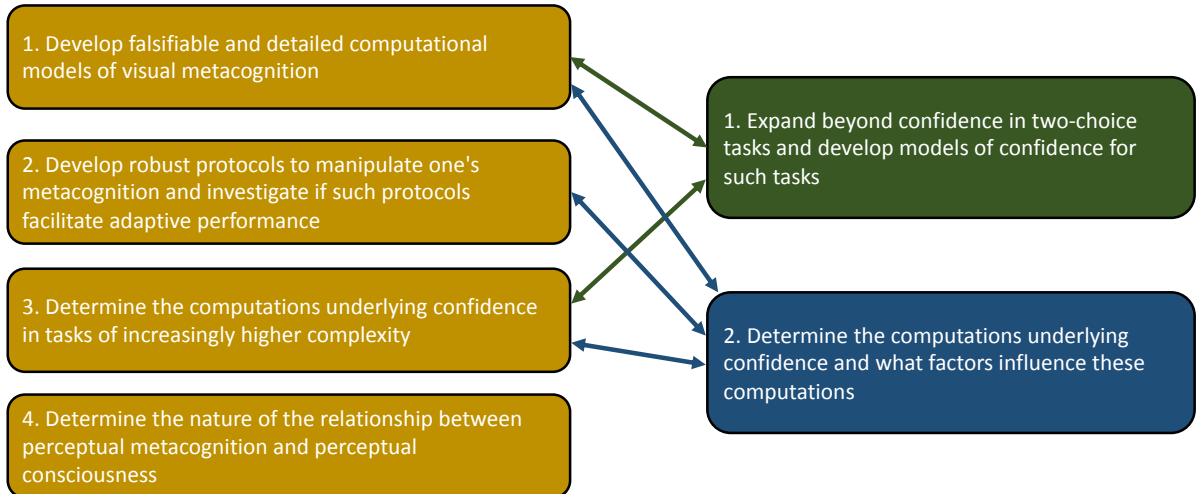 1. Develop falsifiable and detailed computational
models of visual metacognition
2. Develop robust protocols to manipulate one's
metacognition and investigate if such protocols
facilitate adaptive performance
3. Determine the computations underlying confidence
in tasks of increasingly higher complexity
4. Determine the nature of the relationship between
perceptual metacognition and perceptual
consciousness
1. Expand beyond confidence in two-choice
tasks and develop models of confidence for
such tasks
2. Determine the computations underlying
confidence and what factors influence these
computations